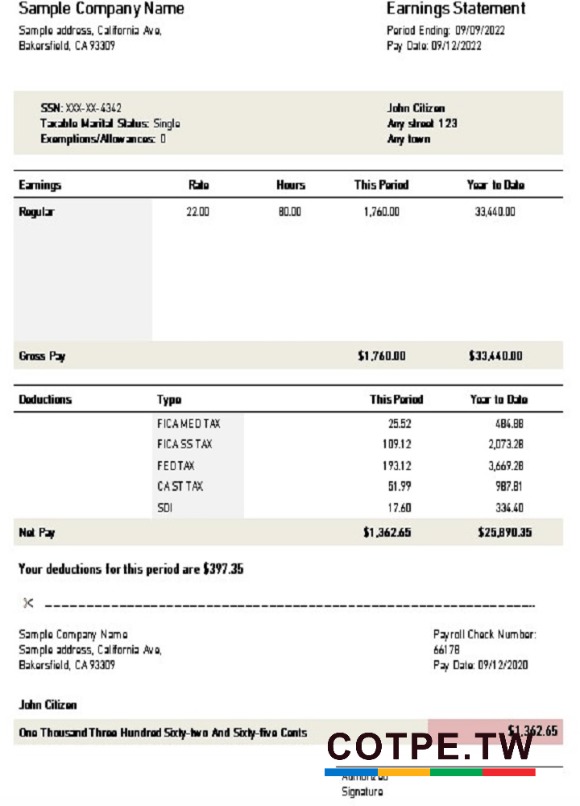 Sample Company Name
Earnings Statement
Sample address, California Ave,
Period Ending: 09/09/2022
Bakersfield, CA 93309
Pay Date: 09/12/2022
SSN: XXX-XX-4342
John Citizen
Taxable Marital Status: Single
Any street 123
Exemptions/Allowances: 0
Any town
Earnings Rate Hours This Period Year to Date
Regular 22.00 80.00 1,760.00 33,440.00
Gross Pay $1,760.00 $33,440.00
Deductions Type This Period Year to Date
FICA MED TAX 25.52 484.88
FICA SS TAX 109.12 2,073.28
FED TAX 193.12 3,669.28
CA ST TAX 51.99 987.81
SDI 17.60 334.40
Net Pay $1,362.65 $25,890.35
Your deductions for this period are $397.35
Sample Company Name
Payroll Check Number:
Sample address, California Ave,
66178
Bakersfield, CA 93309
Pay Date: 09/12/2020
John Citizen
One Thousand Three Hundred Sixty-two And Sixty-five Cents $1,362.65
COTPE.TW
Authorized
Signature